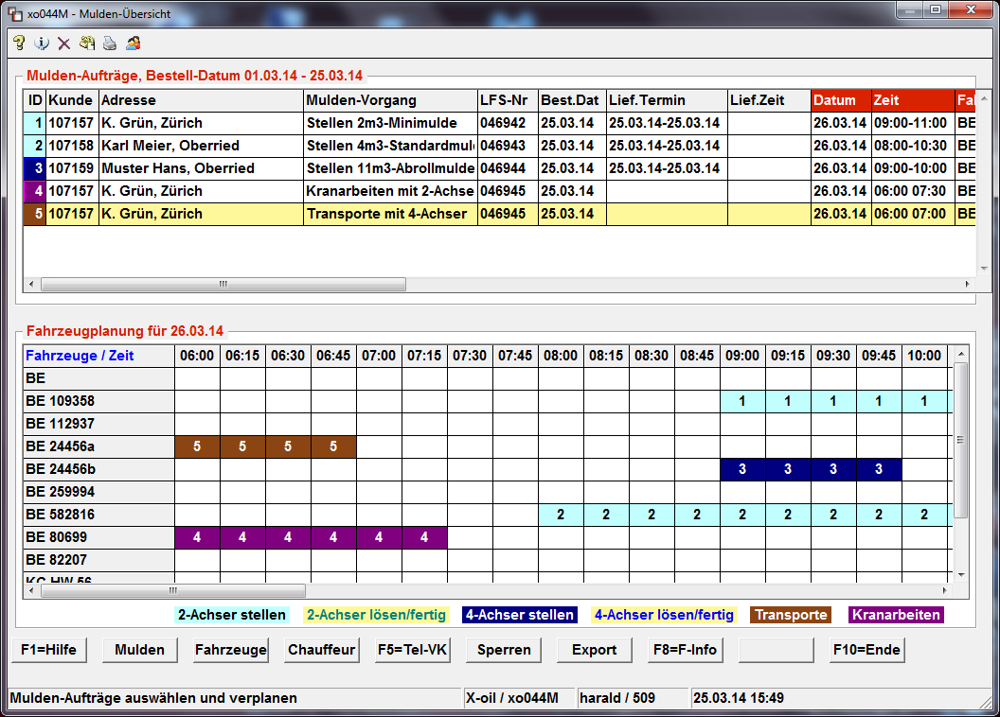 xo044M - Mulden-Übersicht
Mulden-Aufträge, Bestell-Datum 01.03.14 - 25.03.14
ID Kunde Adresse Mulden-Vorgang LFS-Nr Best.Dat Lief.Termin Lief.Zeit Datum Zeit Fal
1 107157 K. Grün, Zürich Stellen 2m3-Minimulde 046942 25.03.14 25.03.14-25.03.14 26.03.14 09:00-11:00 BE
2 107158 Karl Meier, Oberried Stellen 4m3-Standardmul 046943 25.03.14 25.03.14-25.03.14 26.03.14 08:00-10:30 BE
3 107159 Muster Hans, Oberried Stellen 11m3-Abrollmulde 046944 25.03.14 25.03.14-25.03.14 26.03.14 09:00-10:00 BE
4 107157 K. Grün, Zürich Kranarbeiten mit 2-Achse 046945 25.03.14 26.03.14 06:00 07:30 BE
5 107157 K. Grün, Zürich Transporte mit 4-Achser 046945 25.03.14 26.03.14 06:00 07:00 BE
Fahrzeugplanung für 26.03.14
Fahrzeuge / Zeit 06:00 06:15 06:30 06:45 07:00 07:15 07:30 07:45 08:00 08:15 08:30 08:45 09:00 09:15 09:30 09:45 10:00
BE
BE 109358 1 1 1 1 1
BE 112937
BE 24456a 5 5 5 5
BE 24456b 3 3 3 3
BE 259994
BE 582816 2 2 2 2 2 2 2 2 2
BE 80699 4 4 4 4 4 4
BE 82207
KC HW 56
2-Achser stellen 2-Achser lösen/fertig 4-Achser stellen 4-Achser lösen/fertig Transporte Kranarbeiten
F1=Hilfe Mulden Fahrzeuge Chauffeur F5=Tel-VK Sperren Export F8=F-Info F10=Ende
Mulden-Aufträge auswählen und verplanen X-oil / xo044M harald / 509 25.03.14 15:49